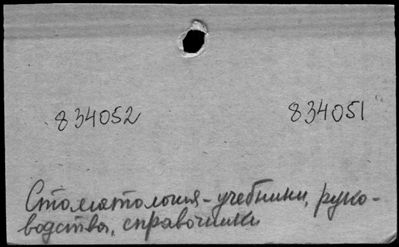 834052 834051
Стоматология - учебники, руко-
водства, справочники